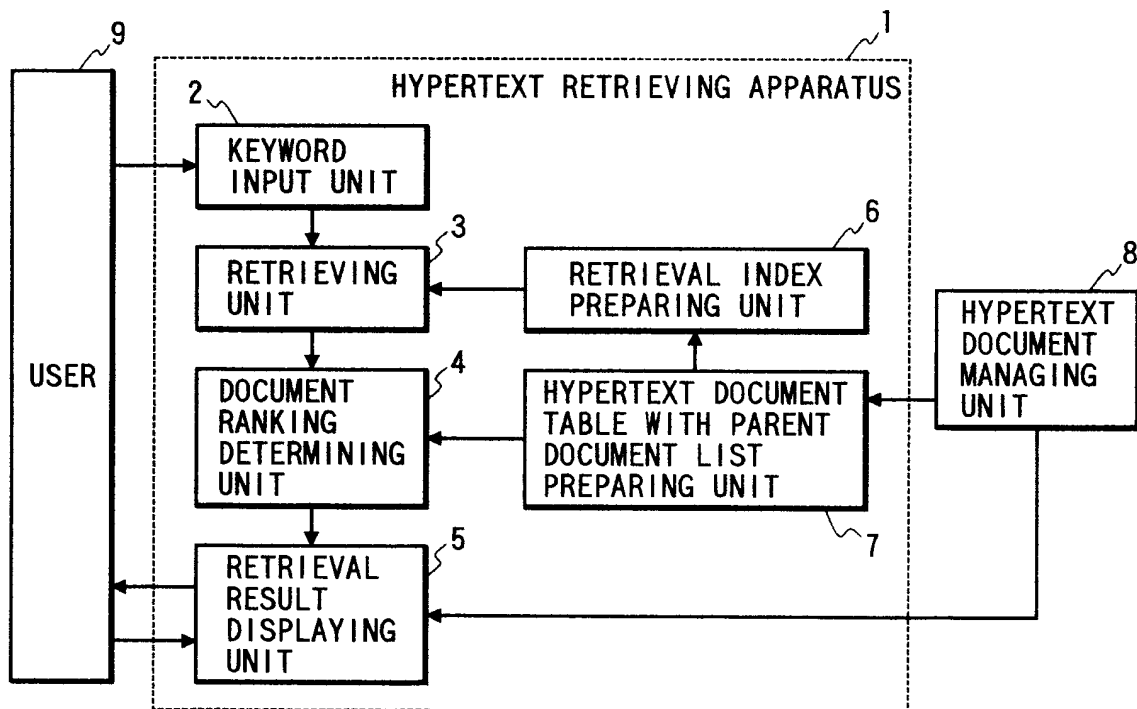 9
1
HYPERTEXT RETRIEVING APPARATUS
2
KEYWORD
INPUT UNIT
3
RETRIEVING
UNIT
6
RETRIEVAL INDEX
PREPARING UNIT
8
HYPERTEXT
DOCUMENT
MANAGING
UNIT
USER
4
DOCUMENT
RANKING
DETERMINING
UNIT
HYPERTEXT DOCUMENT
TABLE WITH PARENT
DOCUMENT LIST
PREPARING UNIT
7
5
RETRIEVAL
RESULT
DISPLAYING
UNIT